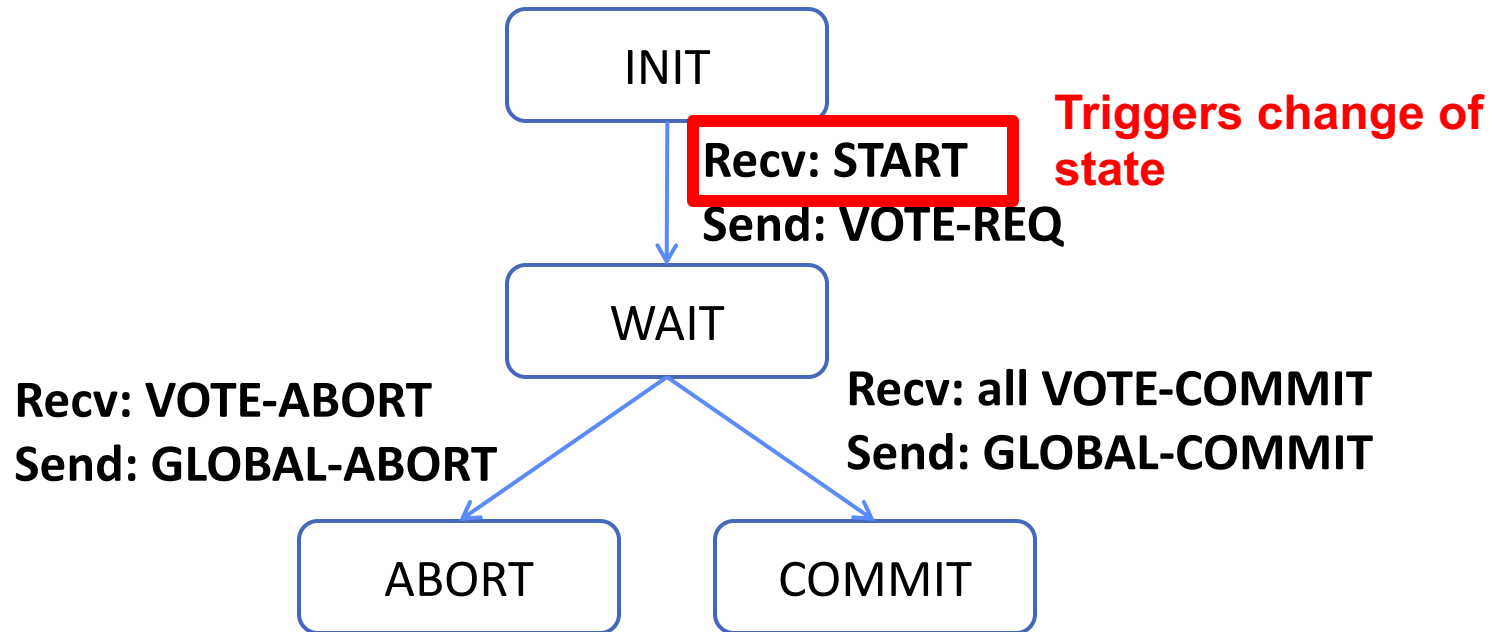 INIT
Recv: START
Send: VOTE-REQ
Triggers change of
state
WAIT
Recv: VOTE-ABORT
Send: GLOBAL-ABORT
Recv: all VOTE-COMMIT
Send: GLOBAL-COMMIT
ABORT
COMMIT